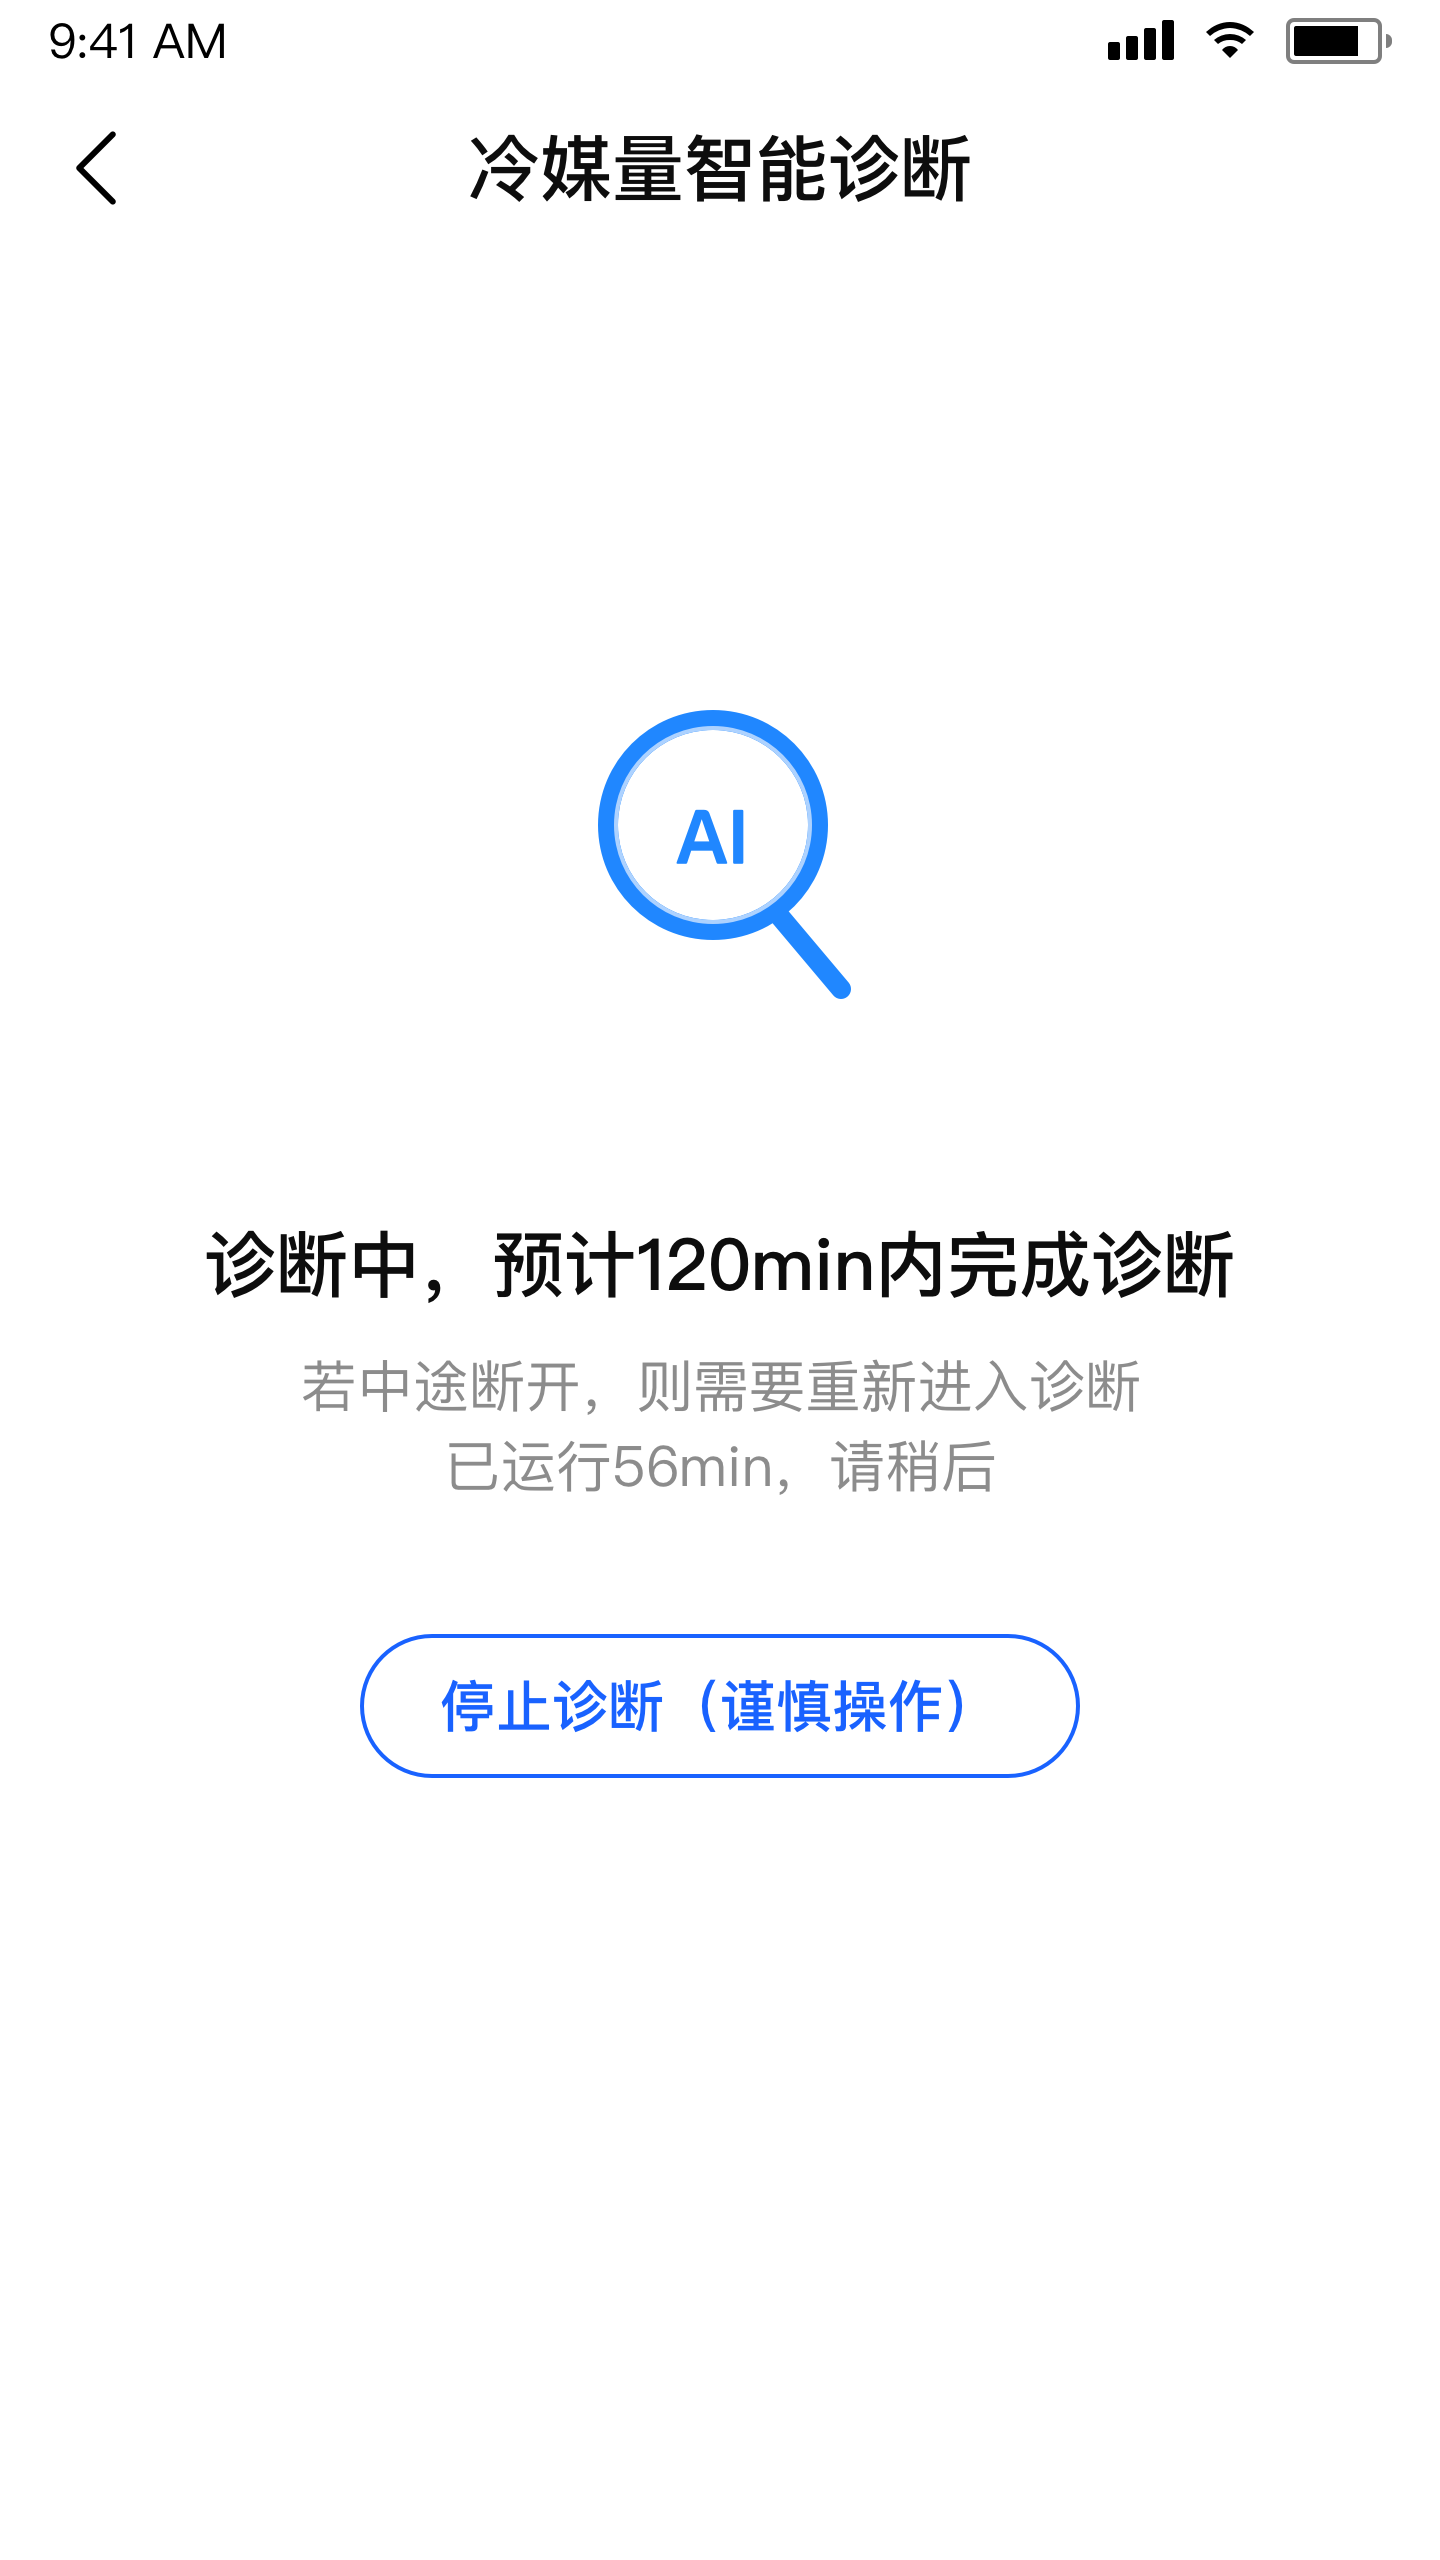 9:41 AM
冷媒量智能诊断
AI
诊断中，预计120min内完成诊断
若中途断开，则需要重新进入诊断
已运行56min，请稍后
停止诊断（谨慎操作）